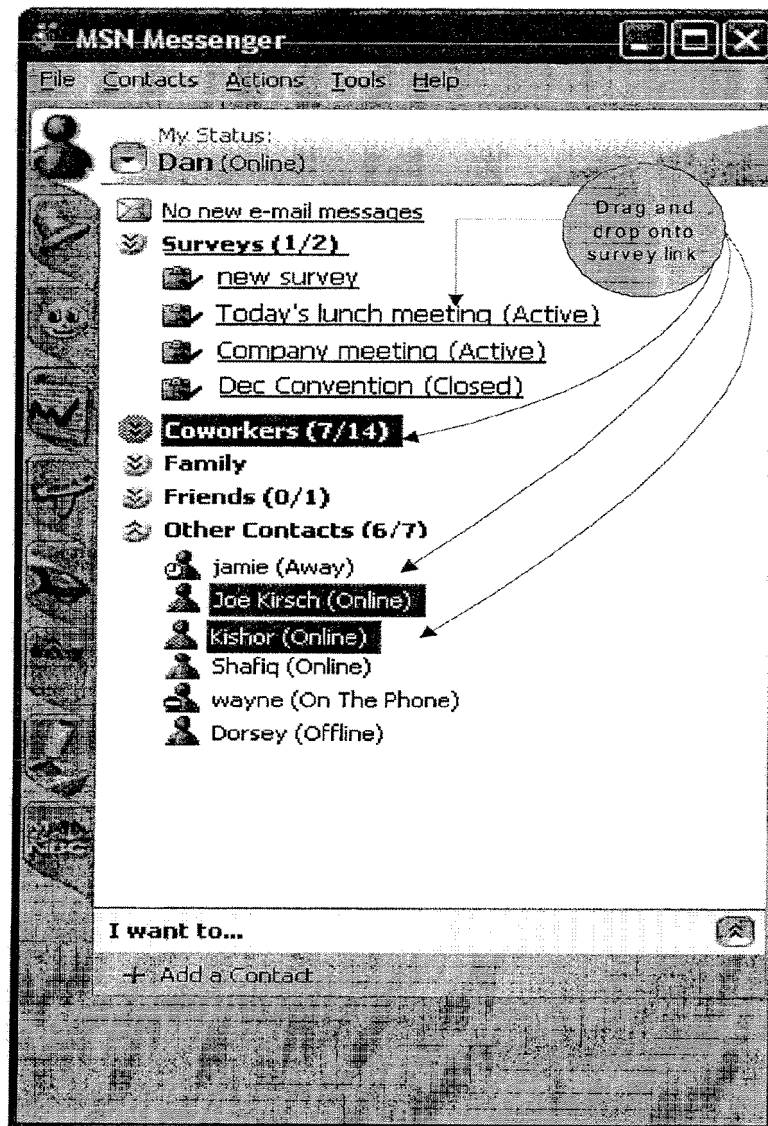 MSN Messenger
File Contacts Actions Tools Help
My Status:
Dan (Online)
No new e-mail messages
Drag and
drop onto
survey link
Surveys (1/2)
new survey
Today's lunch meeting (Active)
Company meeting (Active)
Dec Convention (Closed)
Coworkers (7/14)
Family
Friends (0/1)
Other Contacts (6/7)
jamie (Away)
Joe Kirsch (Online)
Kishor (Online)
Shafiq (Online)
wayne (On The Phone)
Dorsey (Offline)
I want to...
+ Add a Contact